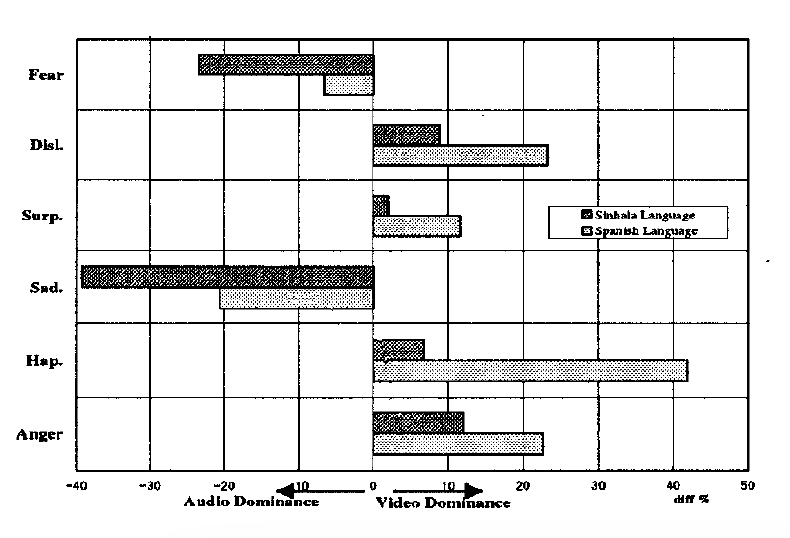 Fear
Disl.
Surp.
Sinhala Language
Spanish Language
Sad.
Hap.
Anger
-40 -30 -20 -10 0 10 20 30 40 50
Audio Dominance Video Dominance diff %